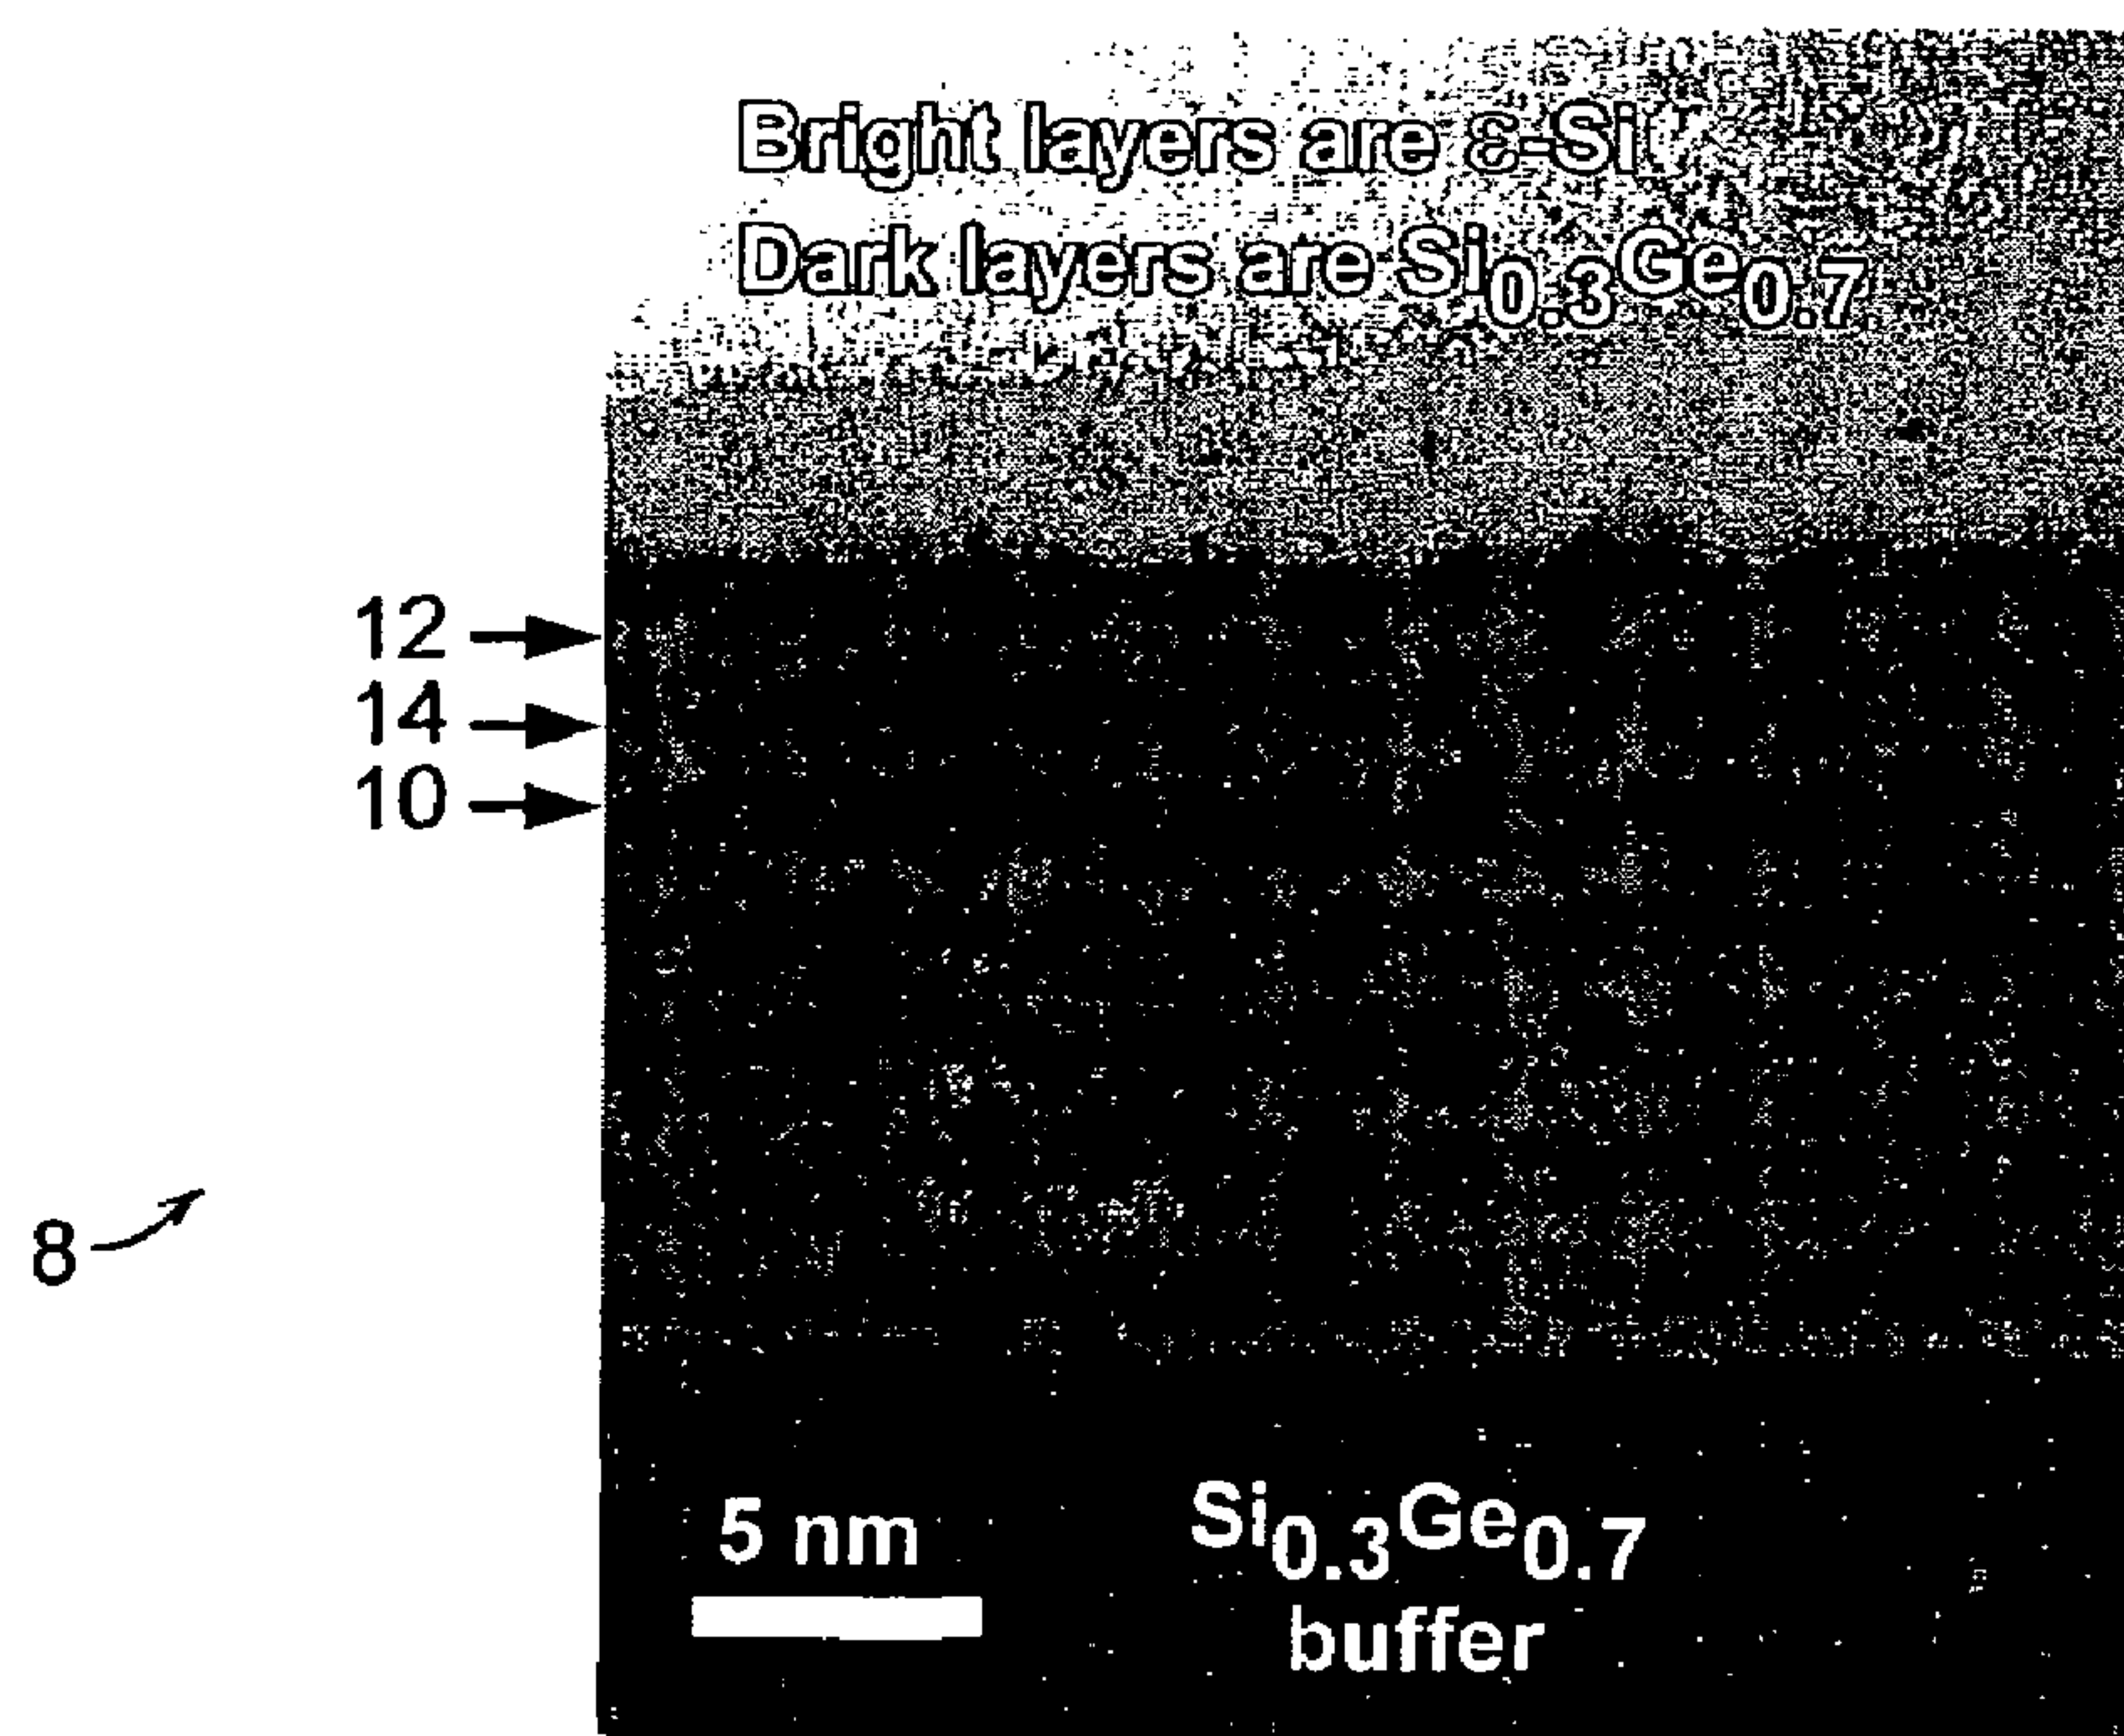 Bright layers are ε-Si
Dark layers are Si0.3Ge0.7
12
14
10
8
5 nm
Si0.3Ge0.7
buffer